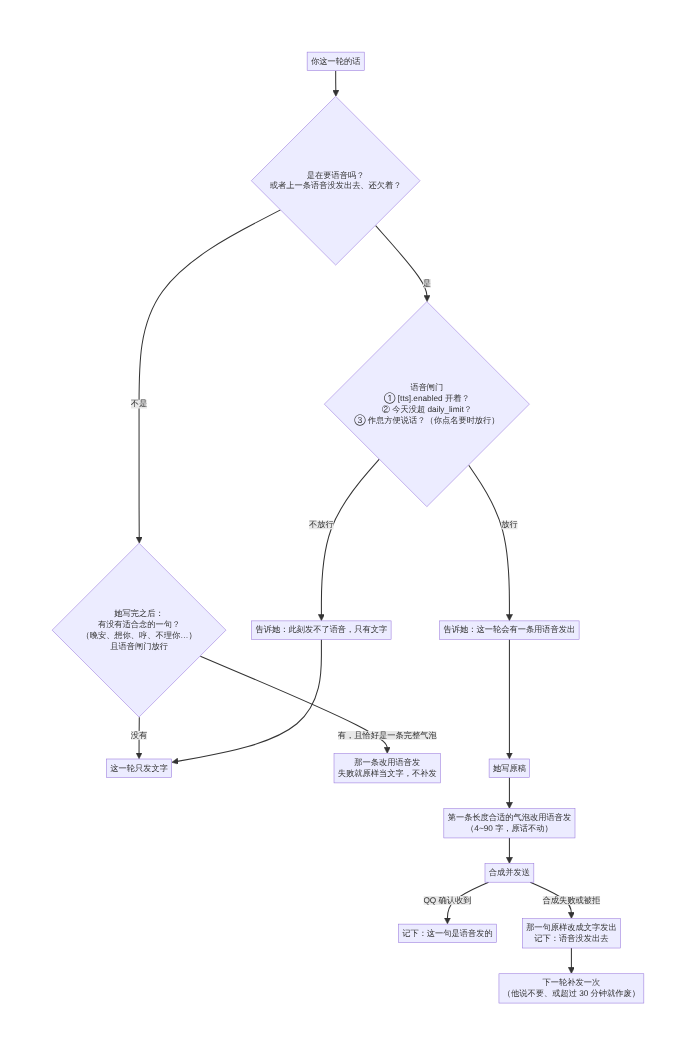 你这一轮的话
是在要语音吗？
或者上一条语音没发出去、还欠着？
是
不是
语音闸门
① [tts].enabled 开着？
② 今天没超 daily_limit？
③ 作息方便说话？（你点名要时放行）
不放行
放行
她写完之后：
有没有适合念的一句？
（晚安、想你、哼、不理你…）
且语音闸门放行
告诉她：此刻发不了语音，只有文字
告诉她：这一轮会有一条用语音发出
没有
有，且恰好是一条完整气泡
这一轮只发文字
那一条改用语音发
失败就原样当文字，不补发
她写原稿
第一条长度合适的气泡改用语音发
（4~90 字，原话不动）
合成并发送
QQ 确认收到
合成失败或被拒
记下：这一句是语音发的
那一句原样改成文字发出
记下：语音没发出去
下一轮补发一次
（他说不要、或超过 30 分钟就作废）